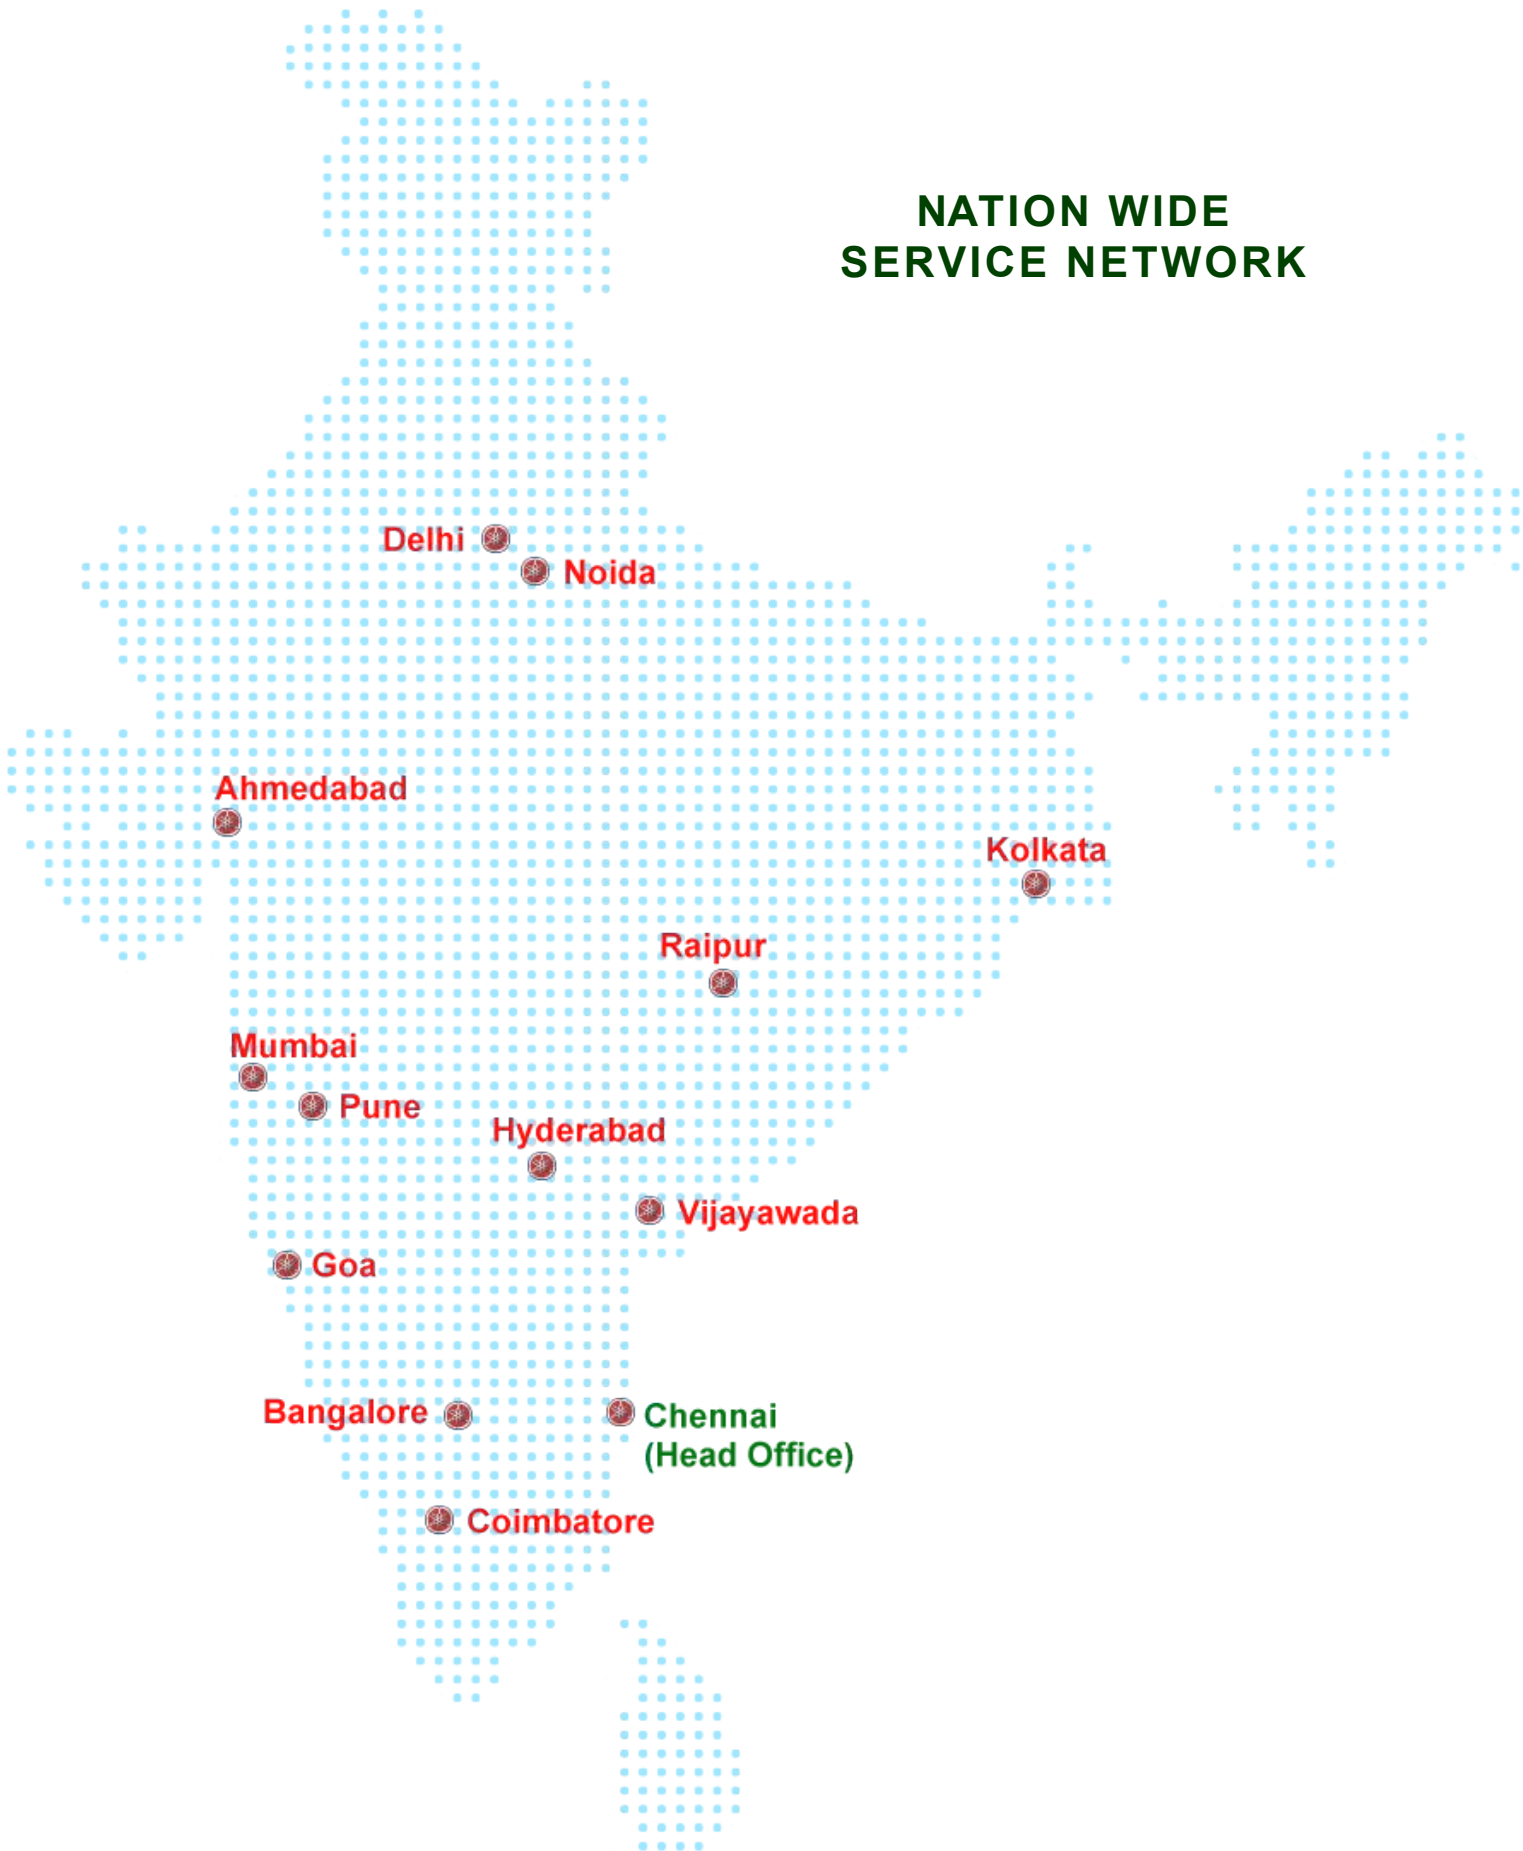 NATION WIDE
SERVICE NETWORK
Delhi
Noida
Ahmedabad
Kolkata
Raipur
Mumbai
Pune
Hyderabad
Vijayawada
Goa
Bangalore
Chennai
(Head Office)
Coimbatore